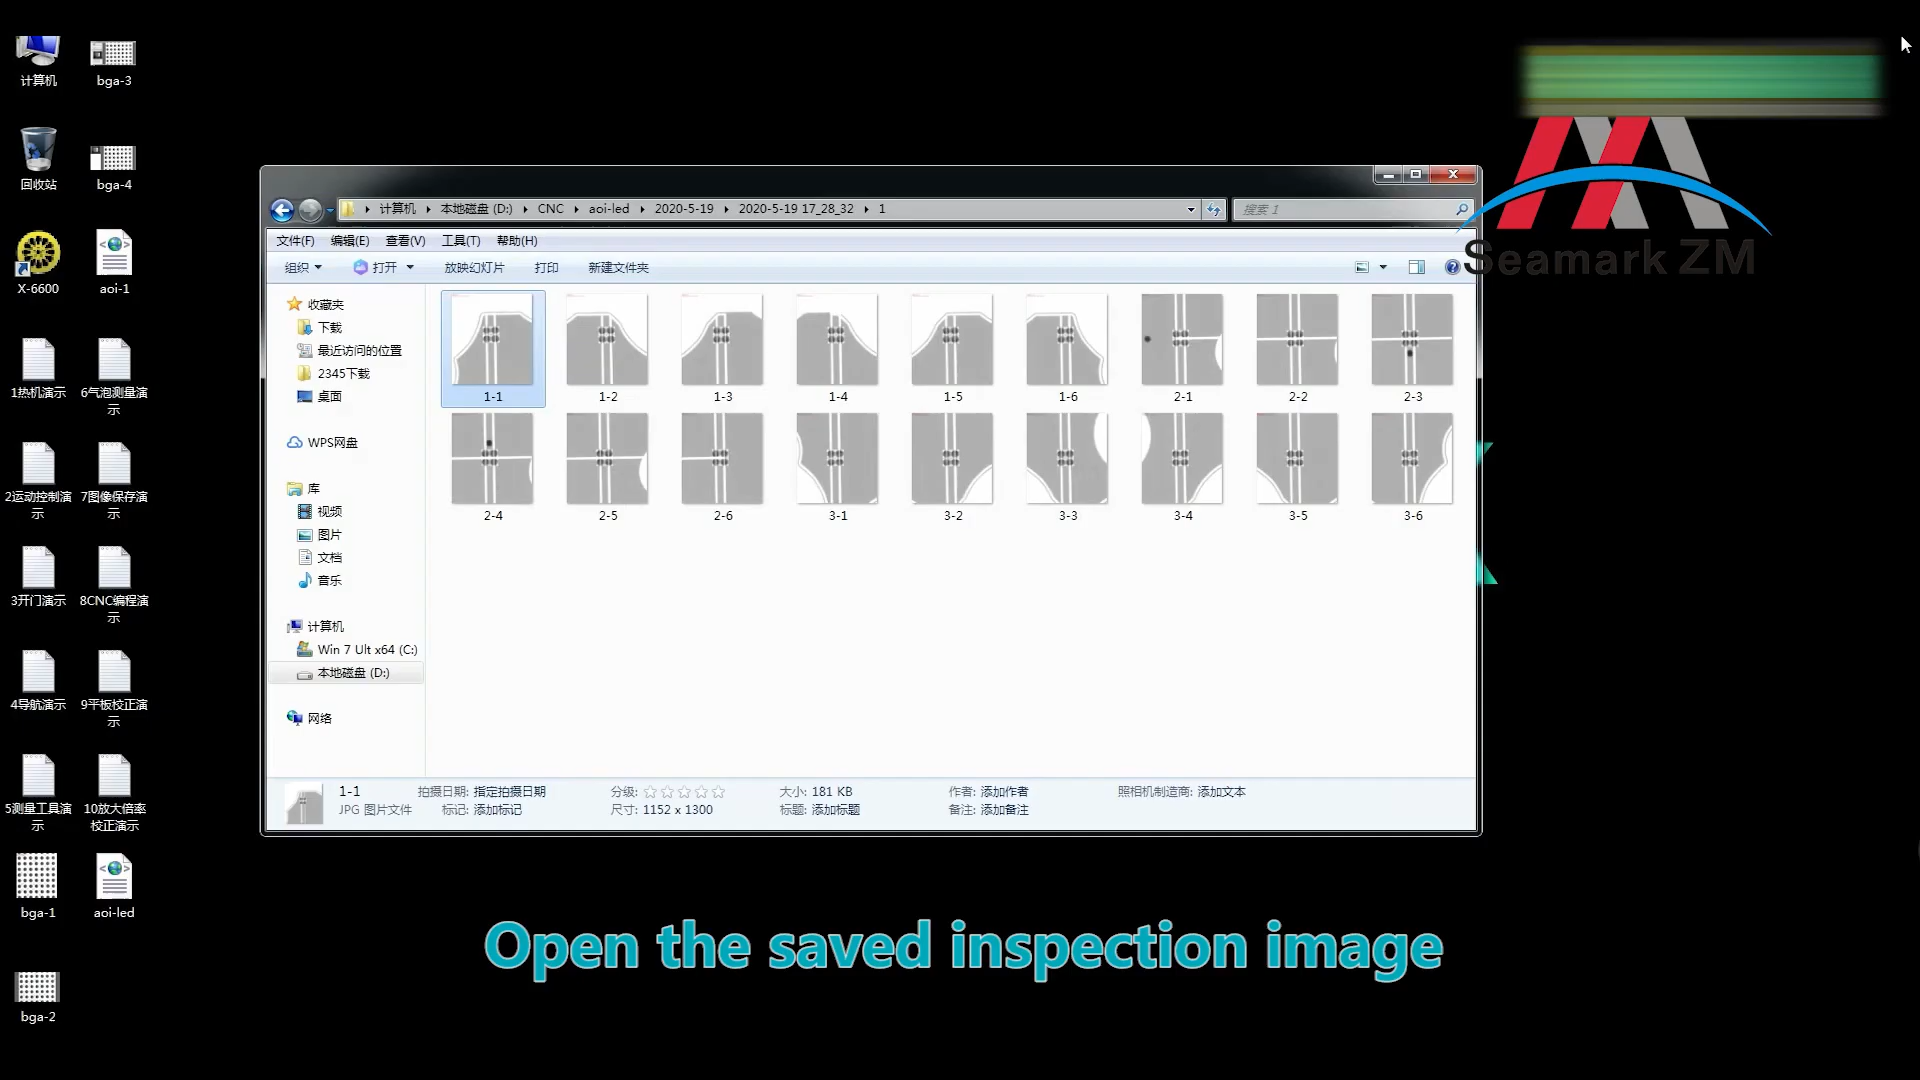 计算机
bga-3
回收站
bga-4
X-6600
aoi-1
1热机演示
6气泡测量演示
2运动控制演示
7图像保存演示
3开门演示
8CNC编程演示
4导航演示
9平板校正演示
5测量工具演示
10放大倍率校正演示
bga-1
aoi-led
bga-2
计算机 本地磁盘 (D:) CNC aoi-led 2020-5-19 2020-5-19 17_28_32 1
搜索 1
文件(F) 编辑(E) 查看(V) 工具(T) 帮助(H)
组织 打开 放映幻灯片 打印 新建文件夹
收藏夹
下载
最近访问的位置
2345下载
桌面
WPS网盘
库
视频
图片
文档
音乐
计算机
Win 7 Ult x64 (C:)
本地磁盘 (D:)
网络
1-1 1-2 1-3 1-4 1-5 1-6 2-1 2-2 2-3
2-4 2-5 2-6 3-1 3-2 3-3 3-4 3-5 3-6
1-1 拍摄日期: 指定拍摄日期 分级: 大小: 181 KB 作者: 添加作者 照相机制造商: 添加文本
JPG 图片文件 标记: 添加标记 尺寸: 1152 x 1300 标题: 添加标题 备注: 添加备注
Seamark ZM
Open the saved inspection image